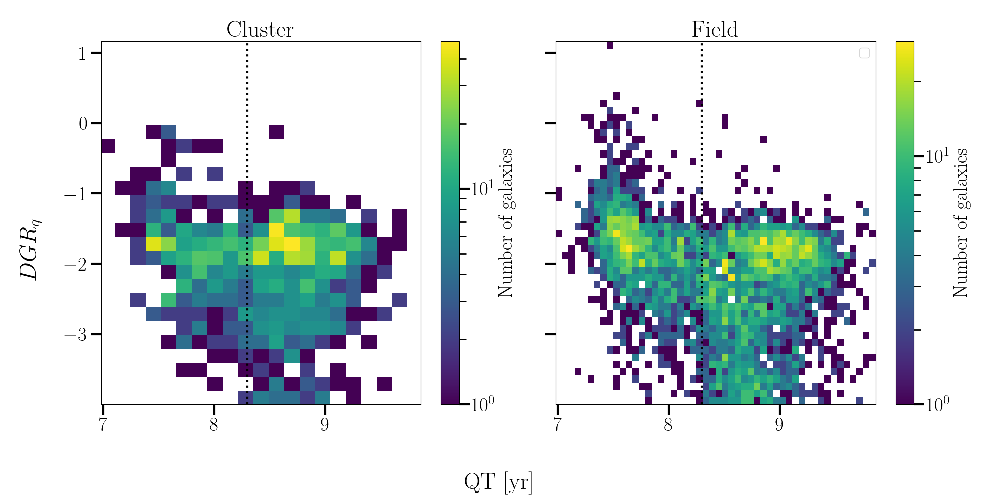 Cluster
Field
1
0
−1
−2
−3
DGR_q
7
8
9
10^1
10^0
Number of galaxies
7
8
9
10^1
10^0
Number of galaxies
QT [yr]